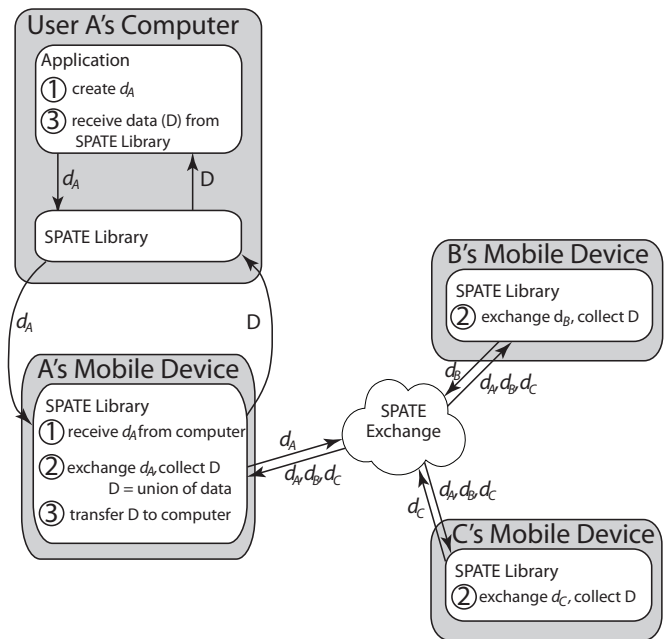 User A's Computer
Application
1 create dA
3 receive data (D) from
SPATE Library
dA
D
SPATE Library
dA
D
A's Mobile Device
SPATE Library
1 receive dA from computer
2 exchange dA, collect D
D = union of data
3 transfer D to computer
dA
dA,dB,dC
SPATE
Exchange
B's Mobile Device
SPATE Library
2 exchange dB, collect D
dB
dA,dB,dC
dA,dB,dC
dC
C's Mobile Device
SPATE Library
2 exchange dC, collect D